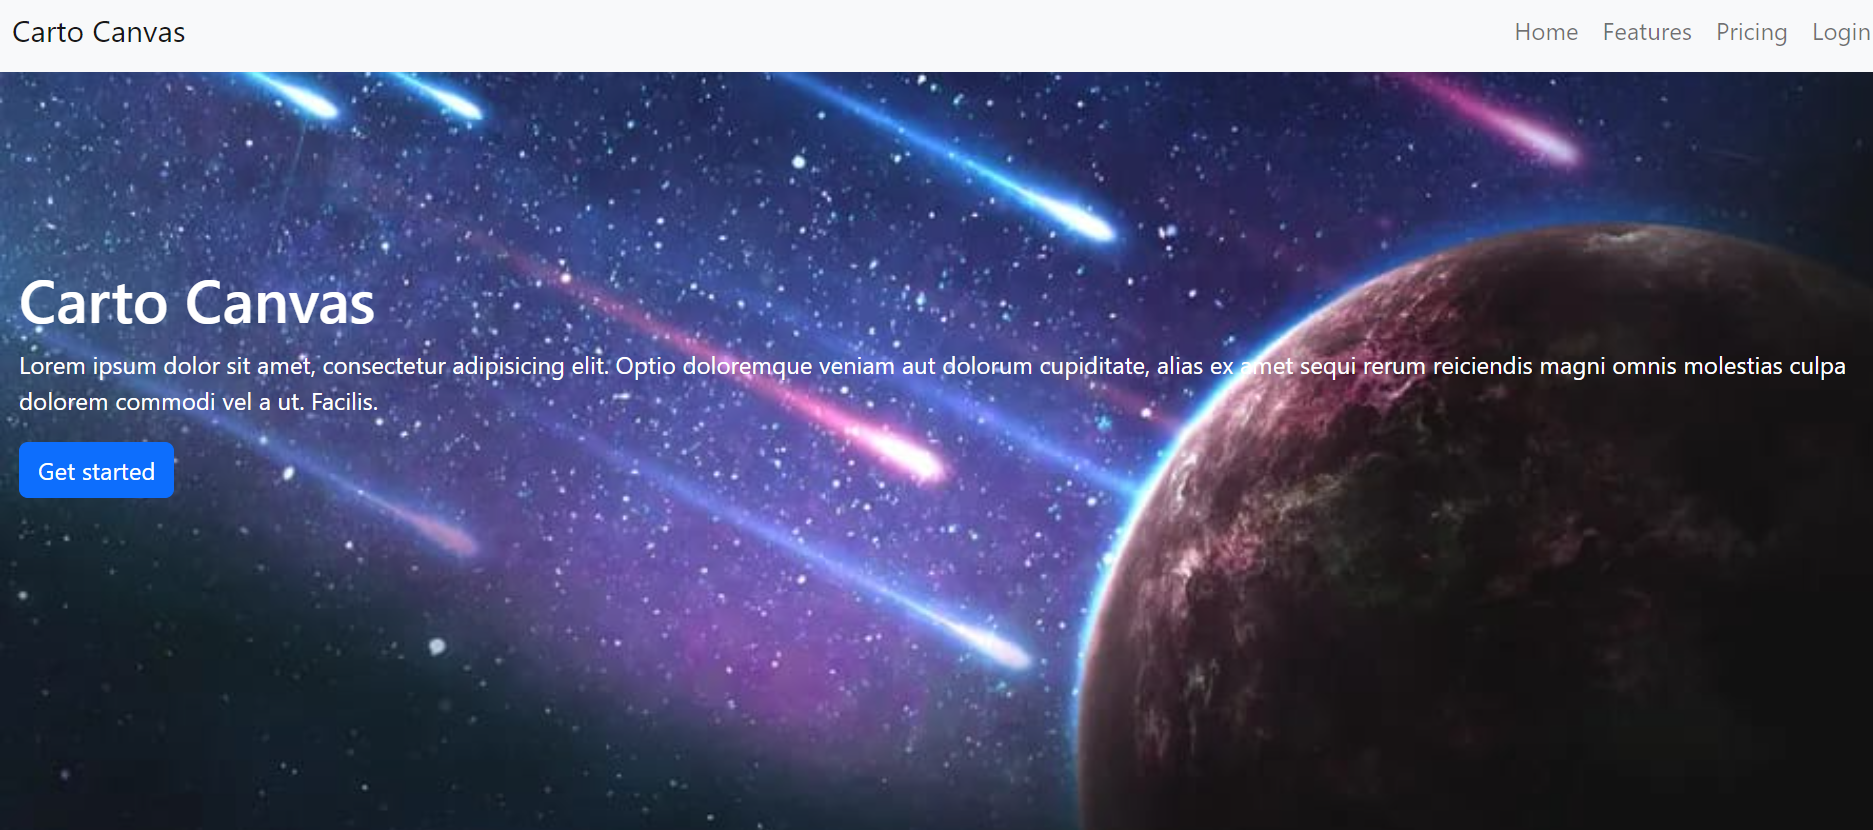 Carto Canvas
Home Features Pricing Login
Carto Canvas
Lorem ipsum dolor sit amet, consectetur adipisicing elit. Optio doloremque veniam aut dolorum cupiditate, alias ex amet sequi rerum reiciendis magni omnis molestias culpa
dolorem commodi vel a ut. Facilis.
Get started